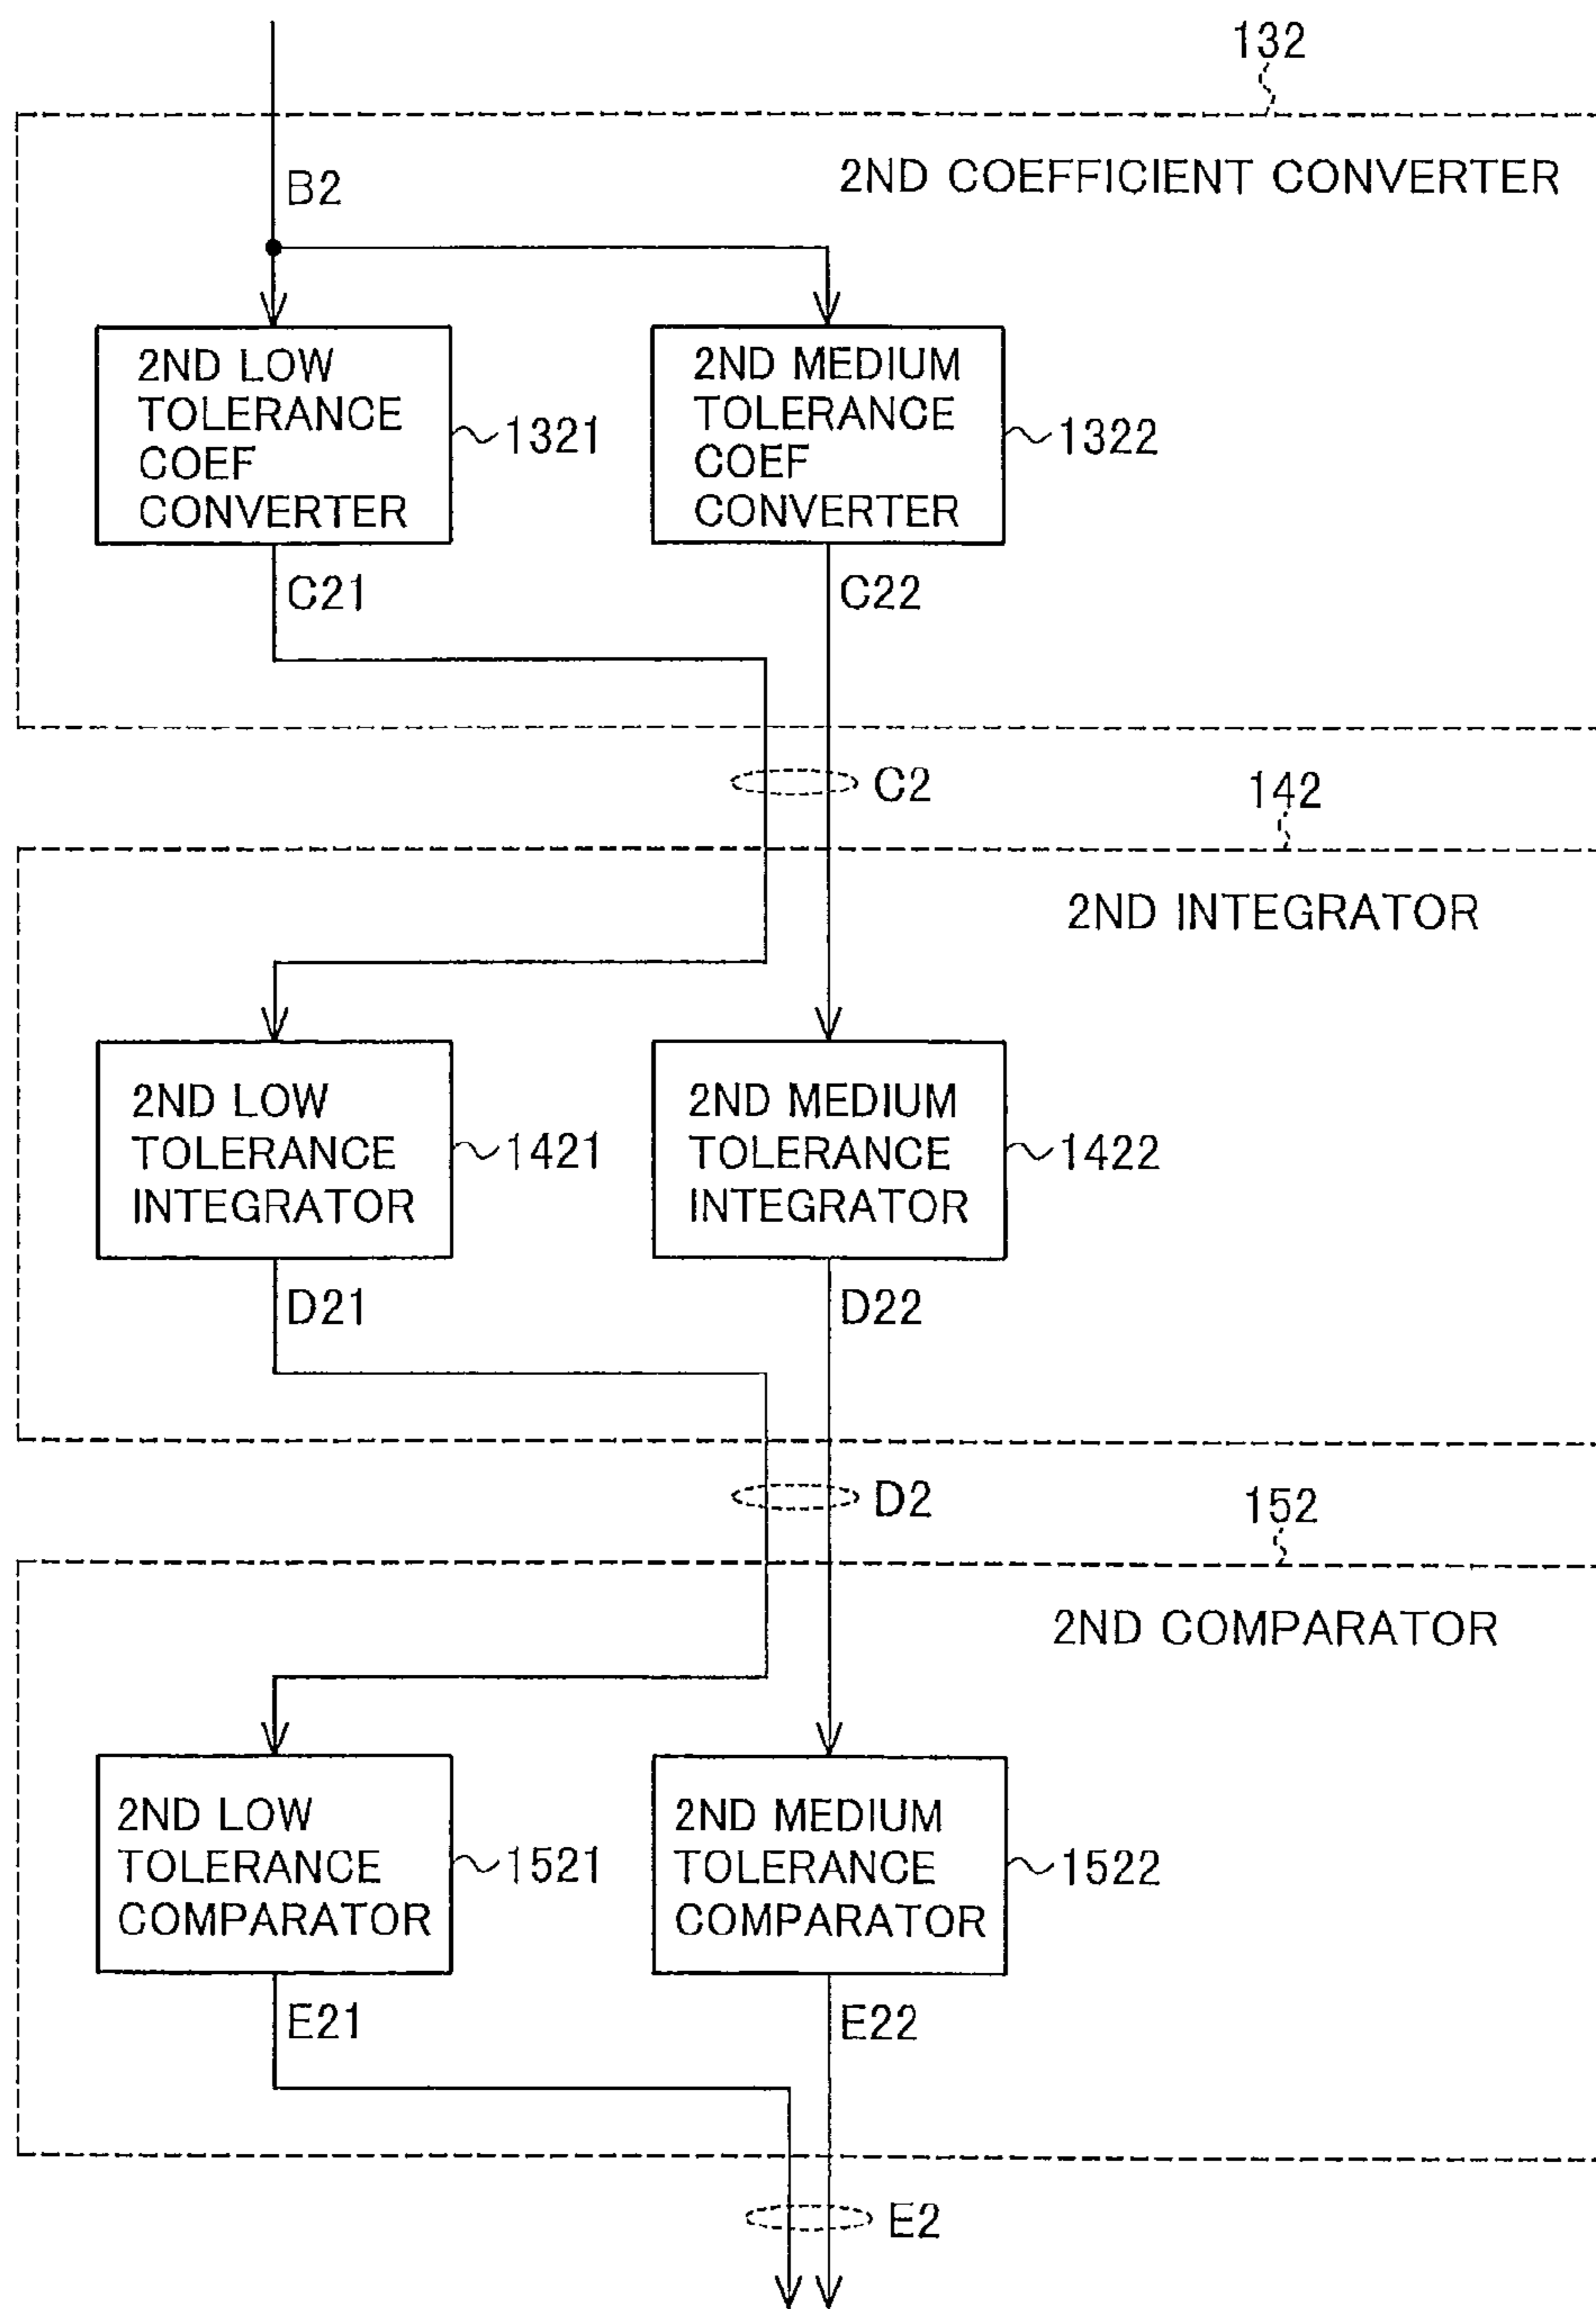 132
2ND COEFFICIENT CONVERTER
B2
2ND LOW
TOLERANCE
COEF
CONVERTER
1321
2ND MEDIUM
TOLERANCE
COEF
CONVERTER
1322
C21
C22
C2
142
2ND INTEGRATOR
2ND LOW
TOLERANCE
INTEGRATOR
1421
2ND MEDIUM
TOLERANCE
INTEGRATOR
1422
D21
D22
D2
152
2ND COMPARATOR
2ND LOW
TOLERANCE
COMPARATOR
1521
2ND MEDIUM
TOLERANCE
COMPARATOR
1522
E21
E22
E2